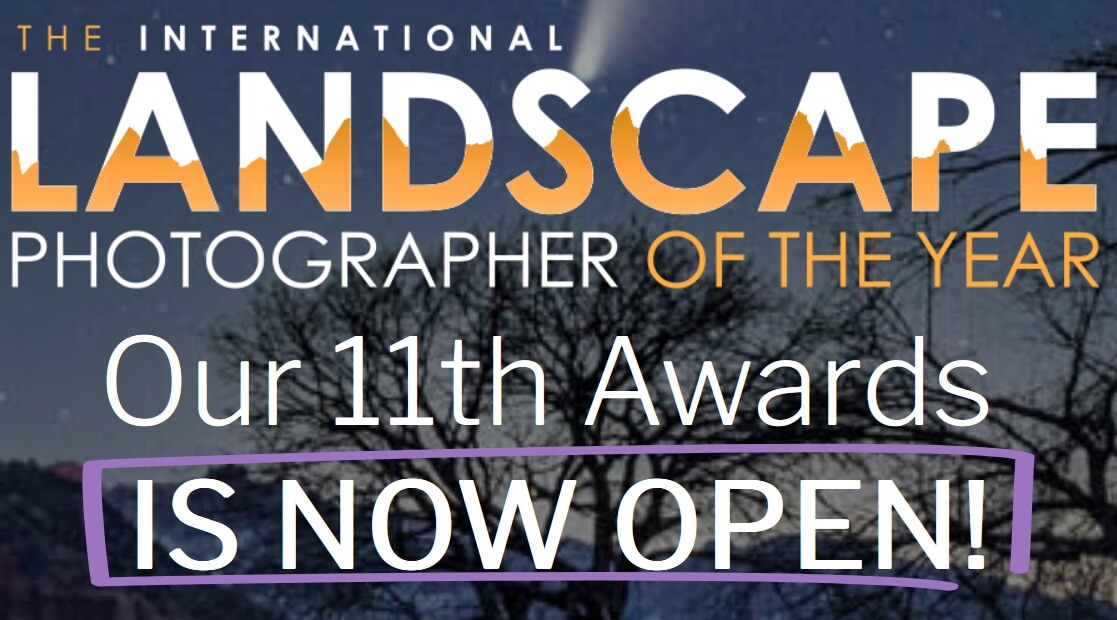 THE INTERNATIONAL
LANDSCAPE
PHOTOGRAPHER OF THE YEAR
Our 11th Awards
IS NOW OPEN!